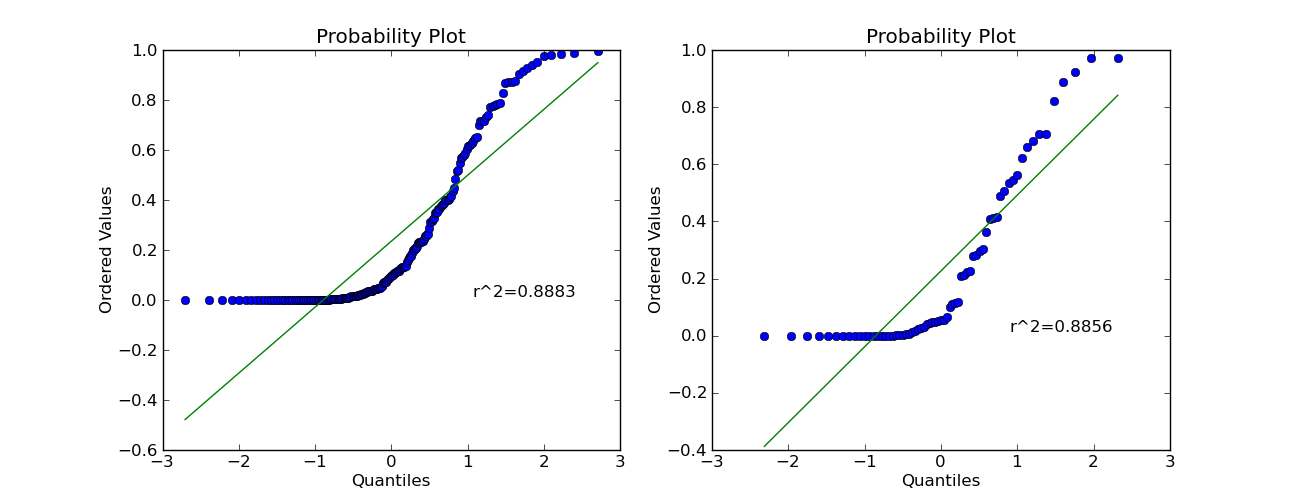 Probability Plot
Ordered Values
1.0
0.8
0.6
0.4
0.2
0.0
−0.2
−0.4
−0.6
r^2=0.8883
−3 −2 −1 0 1 2 3
Quantiles
Probability Plot
Ordered Values
1.0
0.8
0.6
0.4
0.2
0.0
−0.2
−0.4
r^2=0.8856
−3 −2 −1 0 1 2 3
Quantiles